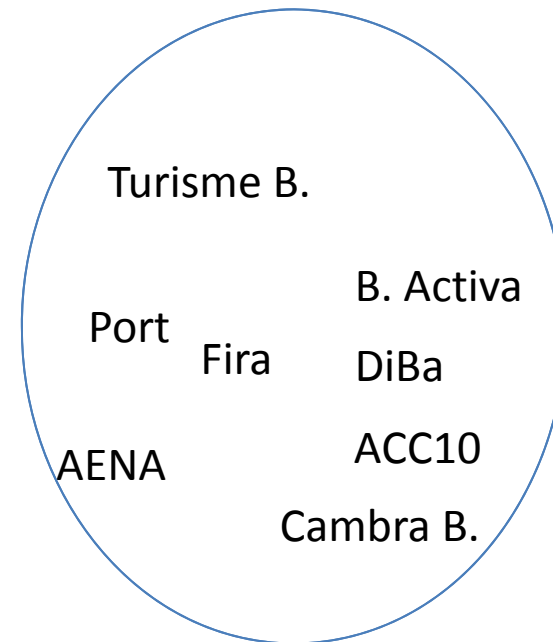 Turisme B.
B. Activa
Port
Fira
DiBa
ACC10
AENA
Cambra B.